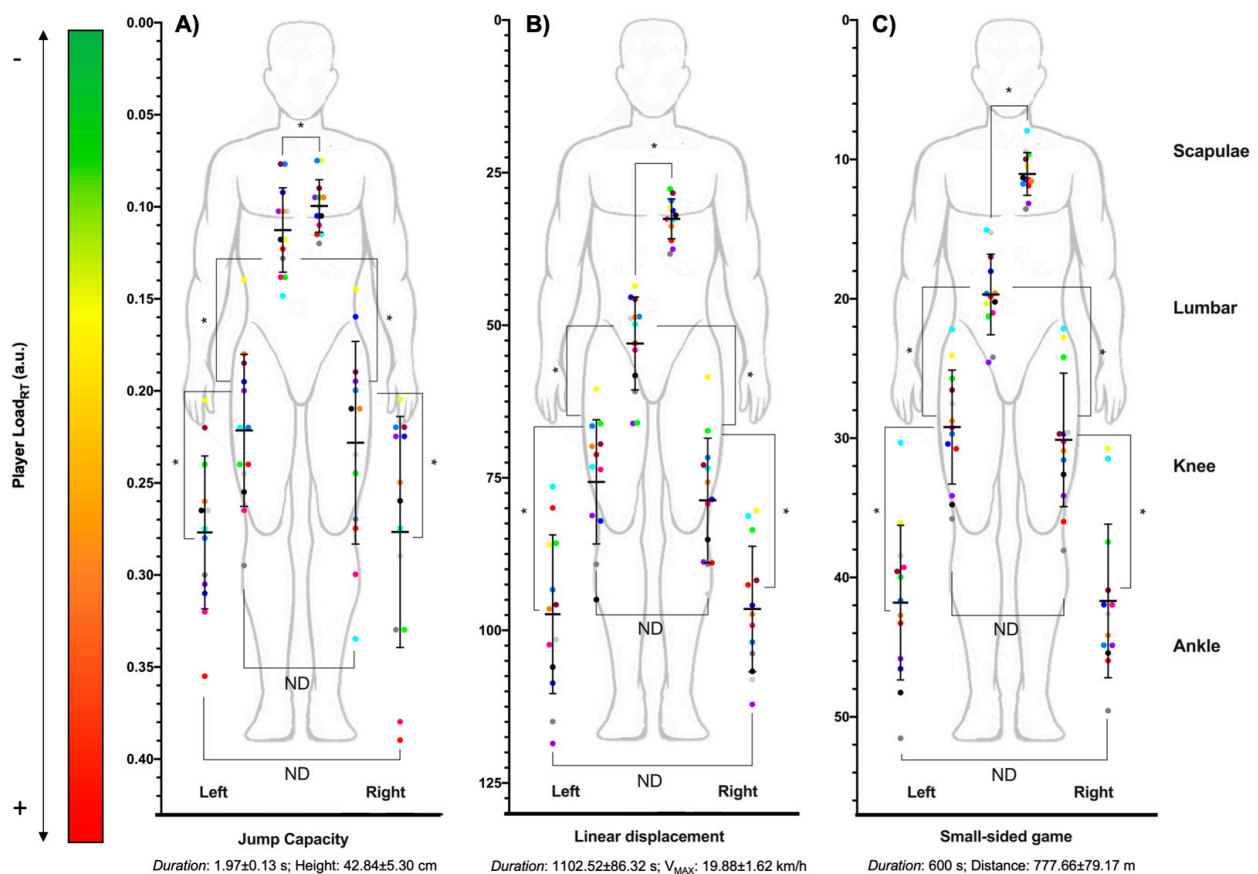 -
+
Player LoadRT (a.u.)
A)
0.00
0.05
0.10
0.15
0.20
0.25
0.30
0.35
0.40
*
*
*
*
*
ND
ND
Left
Right
Jump Capacity
Duration: 1.97±0.13 s; Height: 42.84±5.30 cm
B)
0
25
50
75
100
125
*
*
*
*
*
ND
ND
Left
Right
Linear displacement
Duration: 1102.52±86.32 s; VMAX: 19.88±1.62 km/h
C)
0
10
20
30
40
50
*
*
*
*
*
ND
ND
Left
Right
Small-sided game
Duration: 600 s; Distance: 777.66±79.17 m
Scapulae
Lumbar
Knee
Ankle